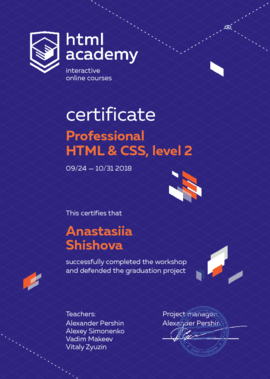 html
academy
interactive
online courses
certificate
Professional
HTML & CSS, level 2
09/24 — 10/31 2018
This certifies that
Anastasiia
Shishova
successfully completed the workshop
and defended the graduation project
Teachers:
Alexander Pershin
Alexey Simonenko
Vadim Makeev
Vitaly Zyuzin
Project manager:
Alexander Pershin